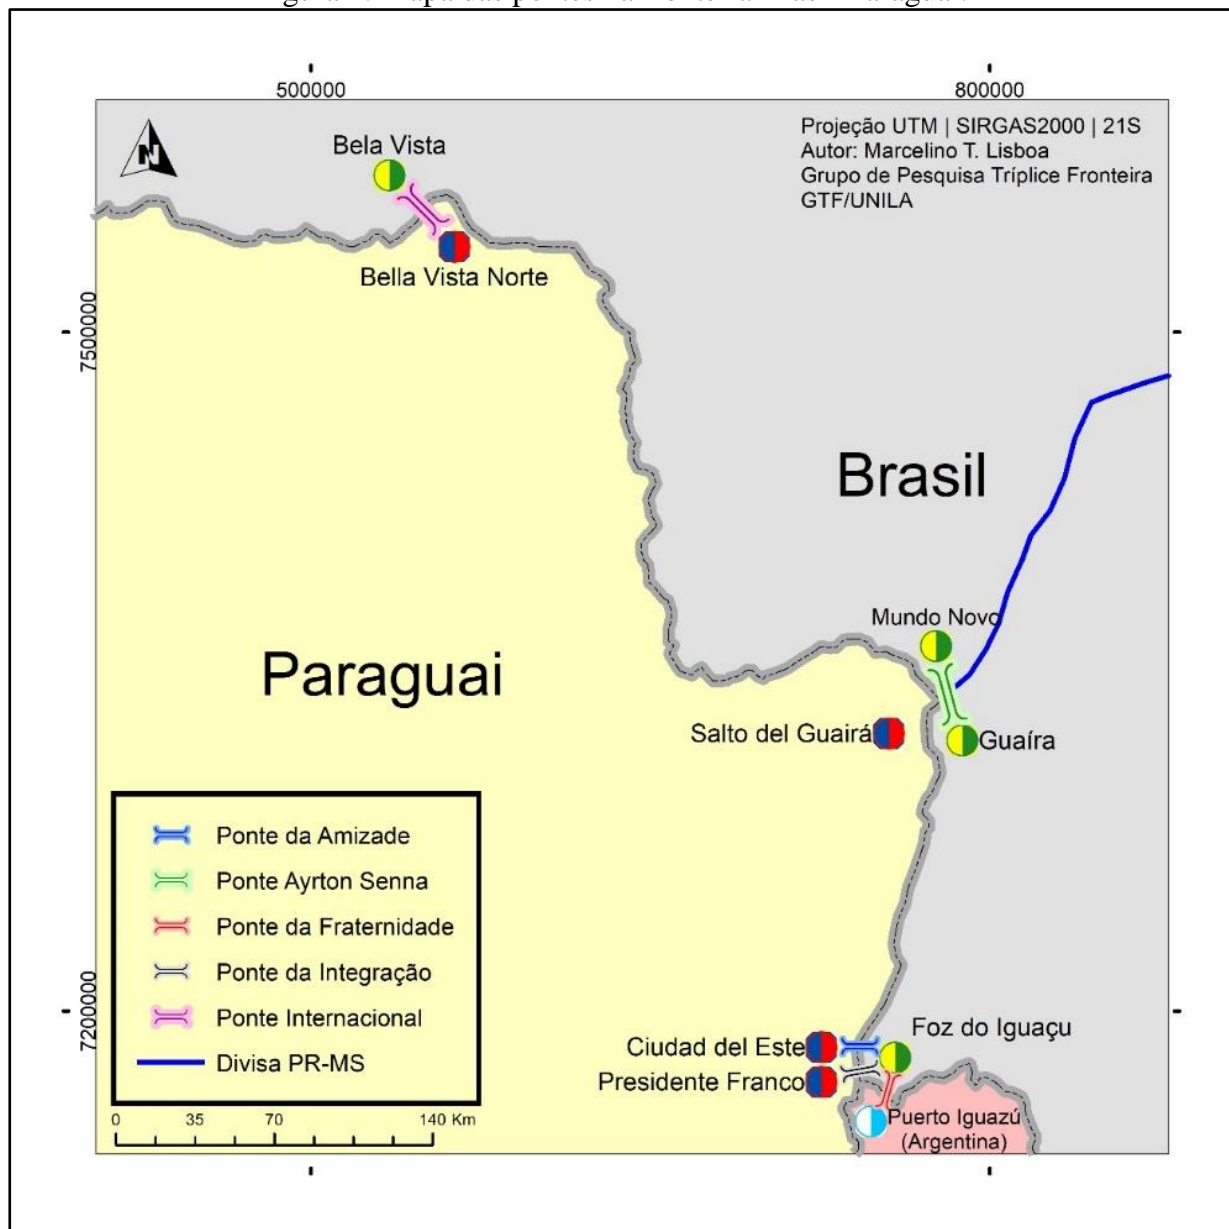 500000
800000
Projeção UTM | SIRGAS2000 | 21S
Autor: Marcelino T. Lisboa
Grupo de Pesquisa Tríplice Fronteira
GTF/UNILA
N
Bela Vista
Bella Vista Norte
7500000
Brasil
Mundo Novo
Paraguai
Salto del Guairá
Guaíra
Ponte da Amizade
Ponte Ayrton Senna
Ponte da Fraternidade
Ponte da Integração
Ponte Internacional
Divisa PR-MS
7200000
Foz do Iguaçu
Ciudad del Este
Presidente Franco
Puerto Iguazú
(Argentina)
0 35 70 140 Km